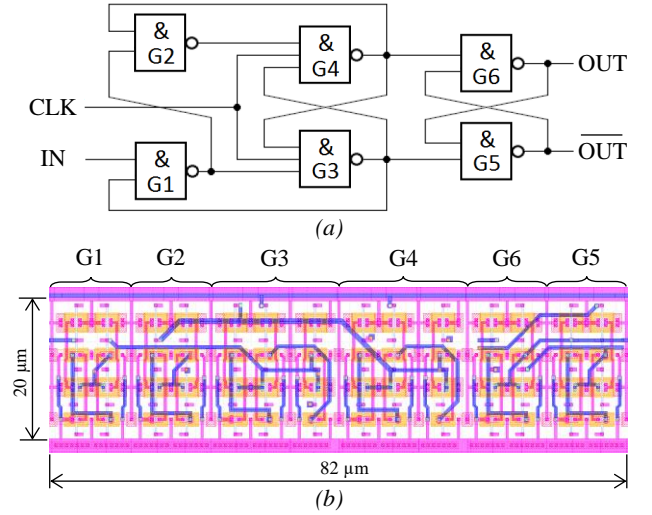 &
G2
&
G4
&
G6
OUT
CLK
IN
&
G1
&
G3
&
G5
OUT
(a)
G1 G2 G3 G4 G6 G5
20 µm
82 µm
(b)